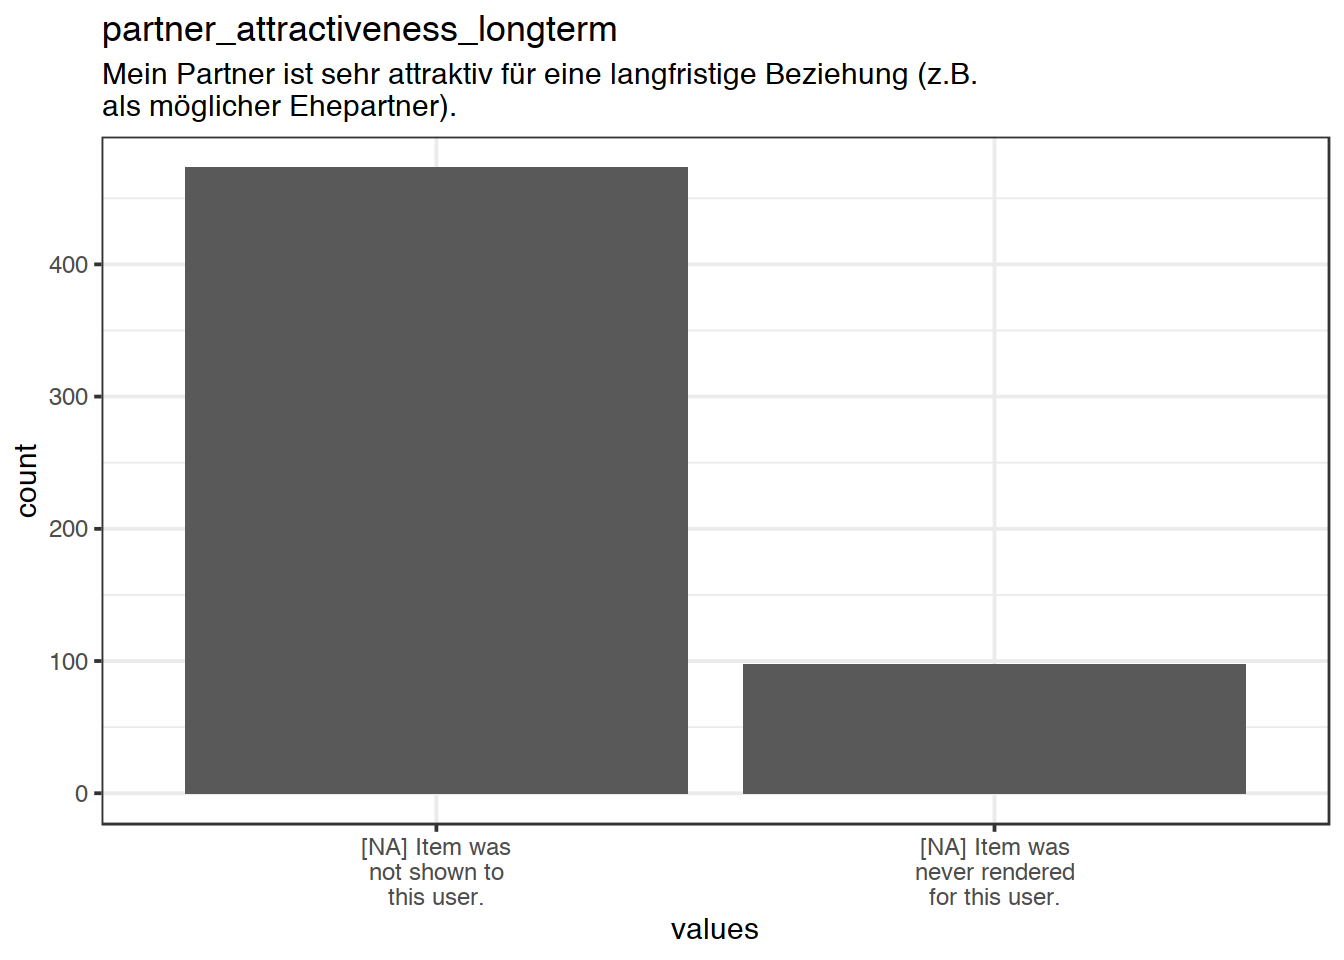 partner_attractiveness_longterm
Mein Partner ist sehr attraktiv für eine langfristige Beziehung (z.B.
als möglicher Ehepartner).
count
400
300
200
100
0
[NA] Item was
not shown to
this user.
[NA] Item was
never rendered
for this user.
values